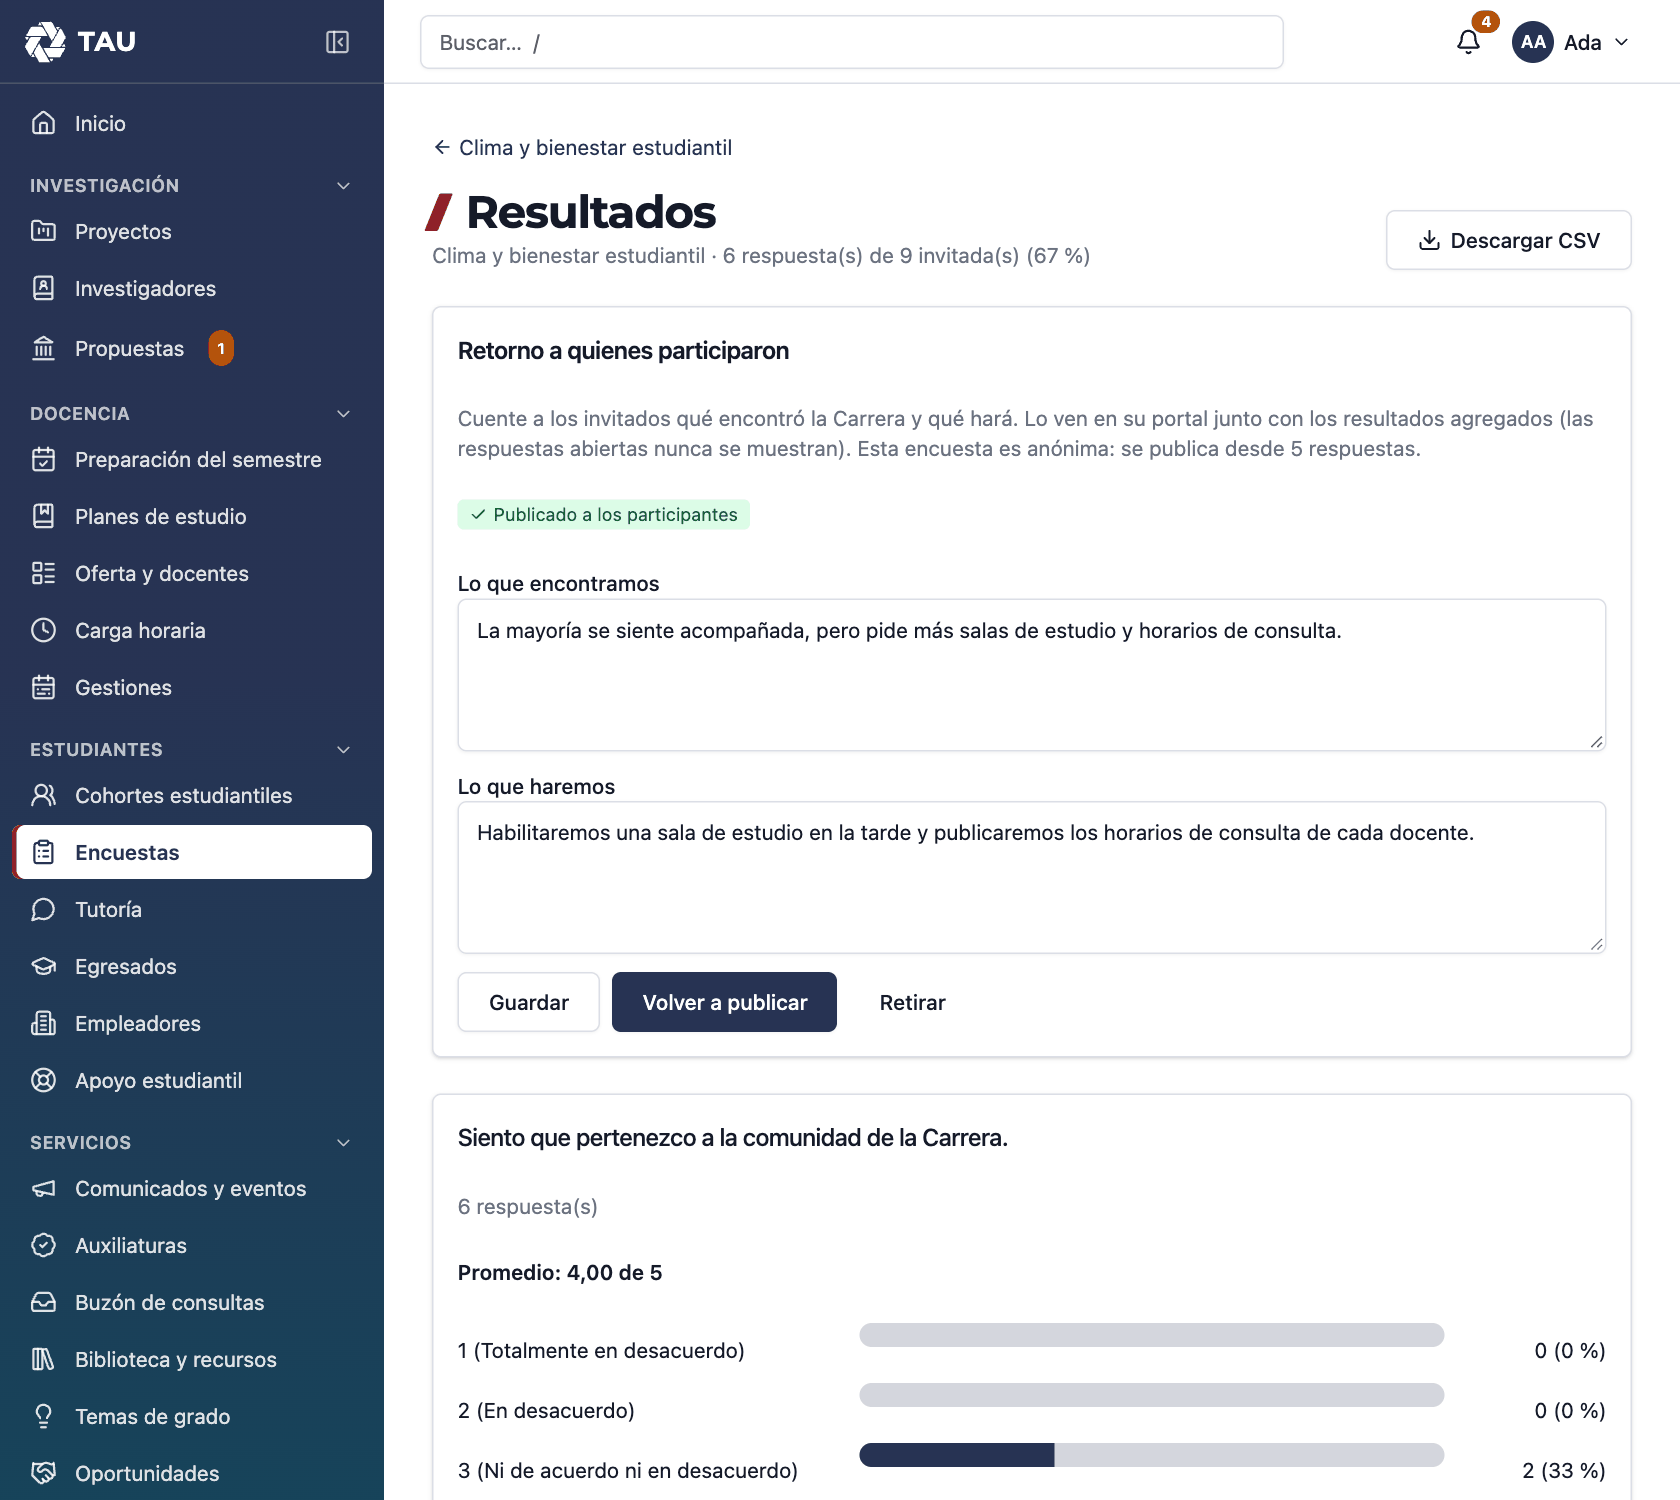 TAU
Buscar... /
4
AA
Ada
Inicio
INVESTIGACIÓN
Proyectos
Investigadores
Propuestas
1
DOCENCIA
Preparación del semestre
Planes de estudio
Oferta y docentes
Carga horaria
Gestiones
ESTUDIANTES
Cohortes estudiantiles
Encuestas
Tutoría
Egresados
Empleadores
Apoyo estudiantil
SERVICIOS
Comunicados y eventos
Auxiliaturas
Buzón de consultas
Biblioteca y recursos
Temas de grado
Oportunidades
← Clima y bienestar estudiantil
Resultados
Clima y bienestar estudiantil · 6 respuesta(s) de 9 invitada(s) (67 %)
Descargar CSV
Retorno a quienes participaron
Cuente a los invitados qué encontró la Carrera y qué hará. Lo ven en su portal junto con los resultados agregados (las
respuestas abiertas nunca se muestran). Esta encuesta es anónima: se publica desde 5 respuestas.
Publicado a los participantes
Lo que encontramos
La mayoría se siente acompañada, pero pide más salas de estudio y horarios de consulta.
Lo que haremos
Habilitaremos una sala de estudio en la tarde y publicaremos los horarios de consulta de cada docente.
Guardar
Volver a publicar
Retirar
Siento que pertenezco a la comunidad de la Carrera.
6 respuesta(s)
Promedio: 4,00 de 5
1 (Totalmente en desacuerdo) 0 (0 %)
2 (En desacuerdo) 0 (0 %)
3 (Ni de acuerdo ni en desacuerdo) 2 (33 %)